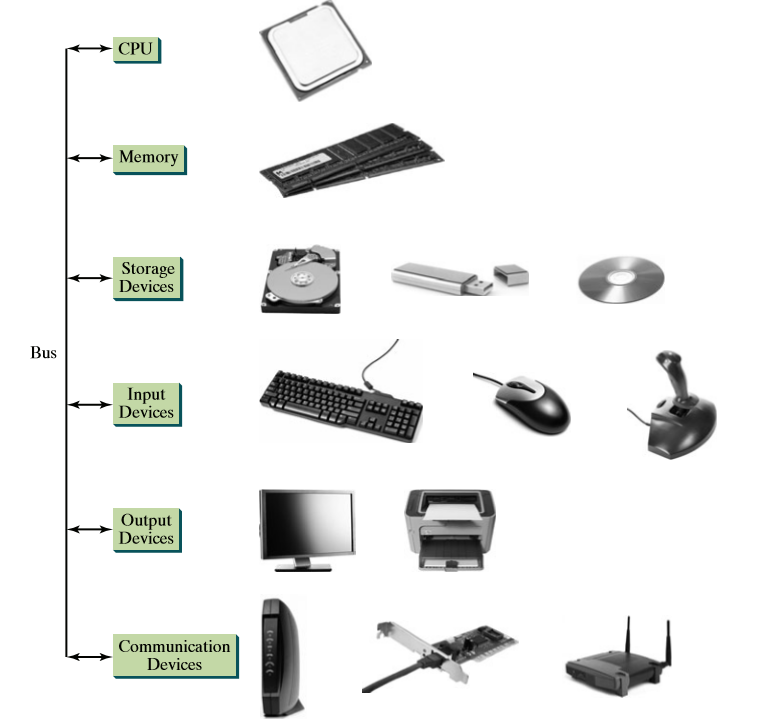 CPU
Memory
Storage
Devices
Bus
Input
Devices
Output
Devices
Communication
Devices